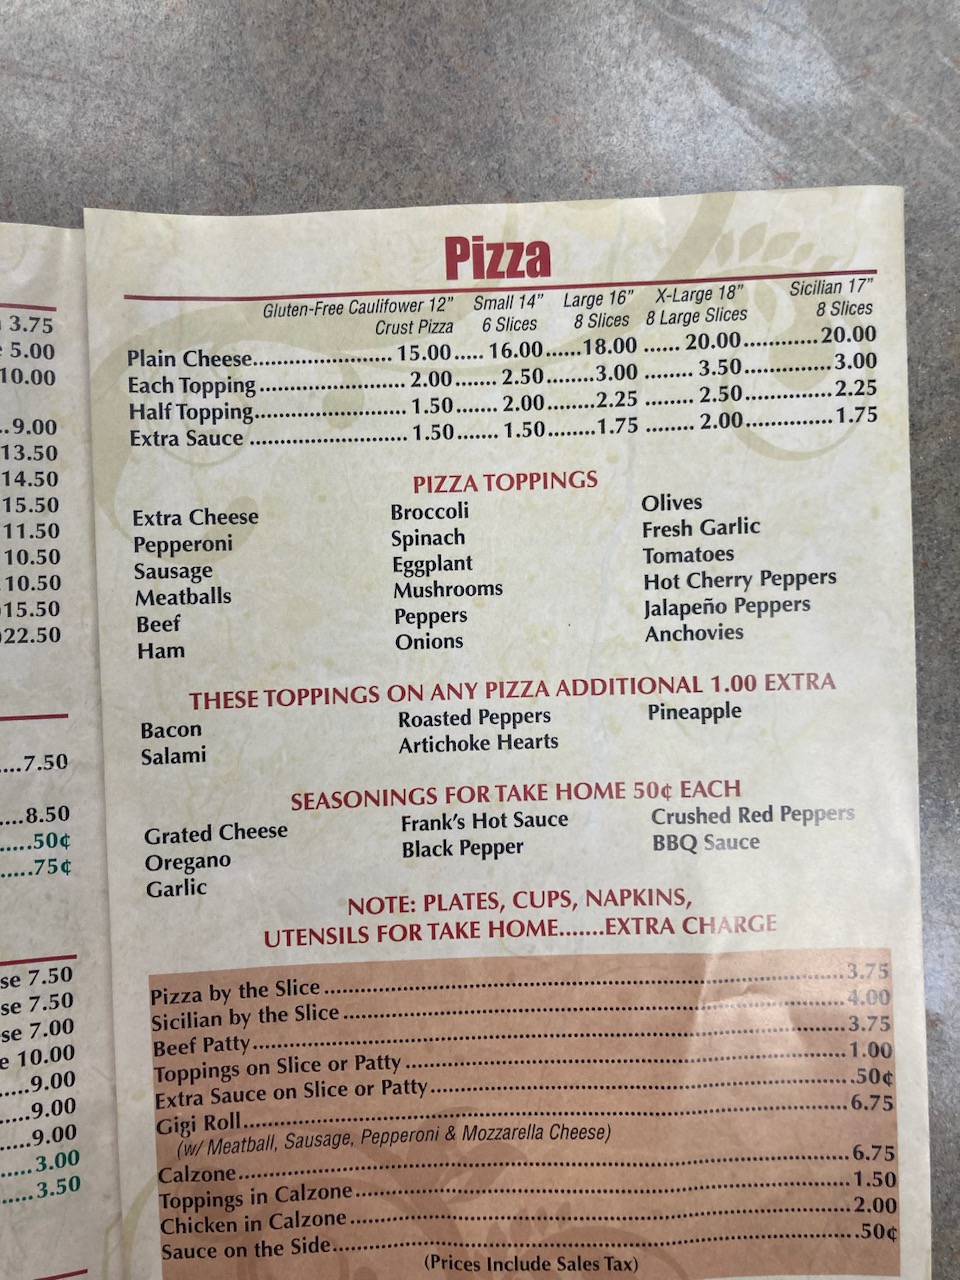 3.75
5.00
10.00
..9.00
13.50
14.50
15.50
11.50
10.50
10.50
15.50
22.50
....7.50
....8.50
.....50¢
.....75¢
7.50
7.50
7.00
10.00
.....9.00
....9.00
....9.00
.....3.00
.....3.50
Pizza
Gluten-Free Caulifower 12" Small 14" Large 16" X-Large 18" Sicilian 17"
Crust Pizza 6 Slices 8 Slices 8 Large Slices 8 Slices
Plain Cheese........................ 15.00..... 16.00......18.00 ...... 20.00............20.00
Each Topping......................... 2.00....... 2.50........3.00 ........ 3.50..............3.00
Half Topping.......................... 1.50....... 2.00........2.25 ........ 2.50..............2.25
Extra Sauce ........................... 1.50....... 1.50........1.75 ........ 2.00..............1.75
PIZZA TOPPINGS
Extra Cheese Broccoli Olives
Pepperoni Spinach Fresh Garlic
Sausage Eggplant Tomatoes
Meatballs Mushrooms Hot Cherry Peppers
Beef Peppers Jalapeño Peppers
Ham Onions Anchovies
THESE TOPPINGS ON ANY PIZZA ADDITIONAL 1.00 EXTRA
Bacon Roasted Peppers Pineapple
Salami Artichoke Hearts
SEASONINGS FOR TAKE HOME 50¢ EACH
Grated Cheese Frank's Hot Sauce Crushed Red Peppers
Oregano Black Pepper BBQ Sauce
Garlic
NOTE: PLATES, CUPS, NAPKINS,
UTENSILS FOR TAKE HOME.......EXTRA CHARGE
Pizza by the Slice........................................3.75
Sicilian by the Slice........................................4.00
Beef Patty........................................3.75
Toppings on Slice or Patty........................................1.00
Extra Sauce on Slice or Patty........................................50¢
Gigi Roll........................................6.75
(w/ Meatball, Sausage, Pepperoni & Mozzarella Cheese)
Calzone........................................6.75
Toppings in Calzone........................................1.50
Chicken in Calzone........................................2.00
Sauce on the Side........................................50¢
(Prices Include Sales Tax)